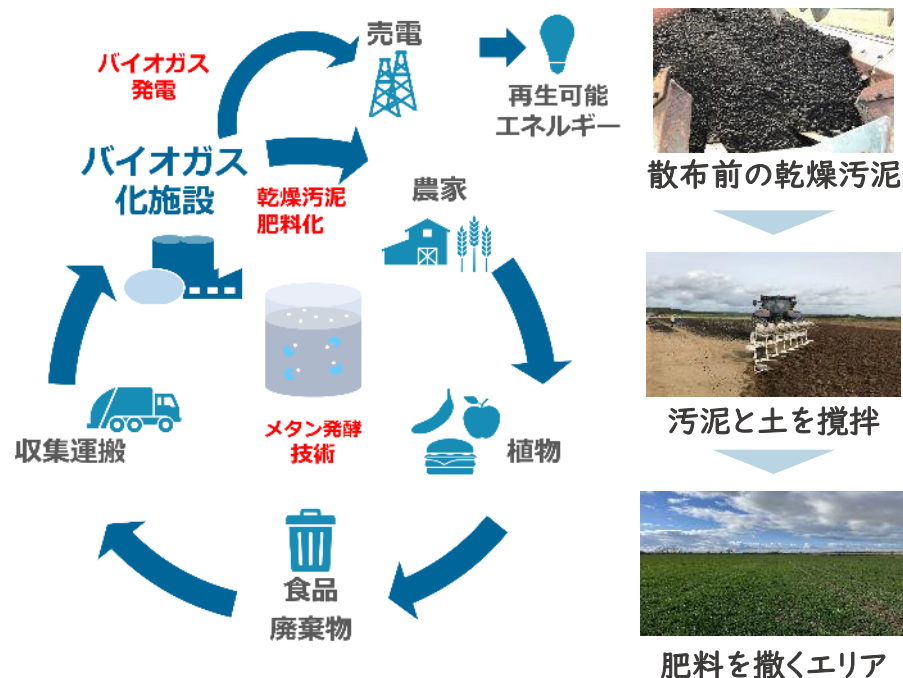 売電
バイオガス
発電
再生可能
エネルギー
バイオガス
化施設
乾燥汚泥
肥料化
農家
メタン発酵
技術
収集運搬
植物
食品
廃棄物
散布前の乾燥汚泥
汚泥と土を撹拌
肥料を撒くエリア